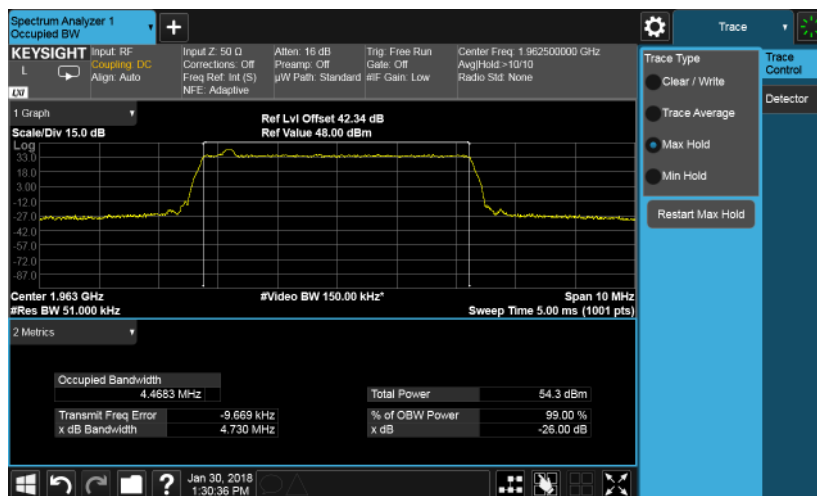 Spectrum Analyzer 1
Occupied BW
+
Trace
KEYSIGHT
L
LXI
Input: RF
Coupling: DC
Align: Auto
Input Z: 50 Ω
Corrections: Off
Freq Ref: Int (S)
NFE: Adaptive
Atten: 16 dB
Preamp: Off
µW Path: Standard
Trig: Free Run
Gate: Off
#IF Gain: Low
Center Freq: 1.962500000 GHz
Avg|Hold:>10/10
Radio Std: None
Trace Type
Clear / Write
Trace Average
Max Hold
Min Hold
Restart Max Hold
Trace
Control
Detector
1 Graph
Scale/Div 15.0 dB
Ref Lvl Offset 42.34 dB
Ref Value 48.00 dBm
Log
33.0
18.0
3.00
-12.0
-27.0
-42.0
-57.0
-72.0
-87.0
Center 1.963 GHz
#Video BW 150.00 kHz*
Span 10 MHz
#Res BW 51.000 kHz
Sweep Time 5.00 ms (1001 pts)
2 Metrics
Occupied Bandwidth
4.4683 MHz
Total Power 54.3 dBm
Transmit Freq Error -9.669 kHz
% of OBW Power 99.00 %
x dB Bandwidth 4.730 MHz
x dB -26.00 dB
?
Jan 30, 2018
1:30:36 PM